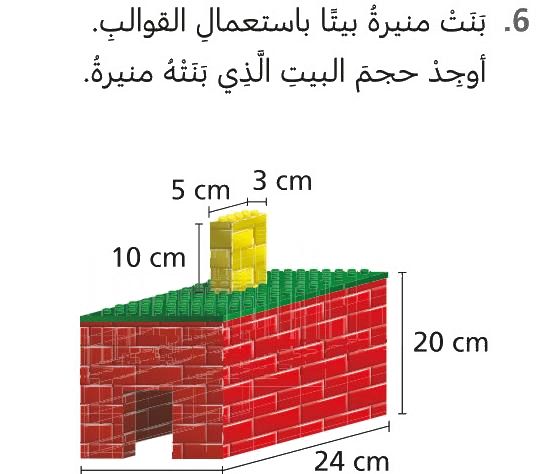 6. بَنَتْ منيرةُ بيتًا باستعمالِ القوالبِ.
أوجِدْ حجمَ البيتِ الَّذِي بَنَتْهُ منيرةُ.
5 cm 3 cm
10 cm
20 cm
24 cm